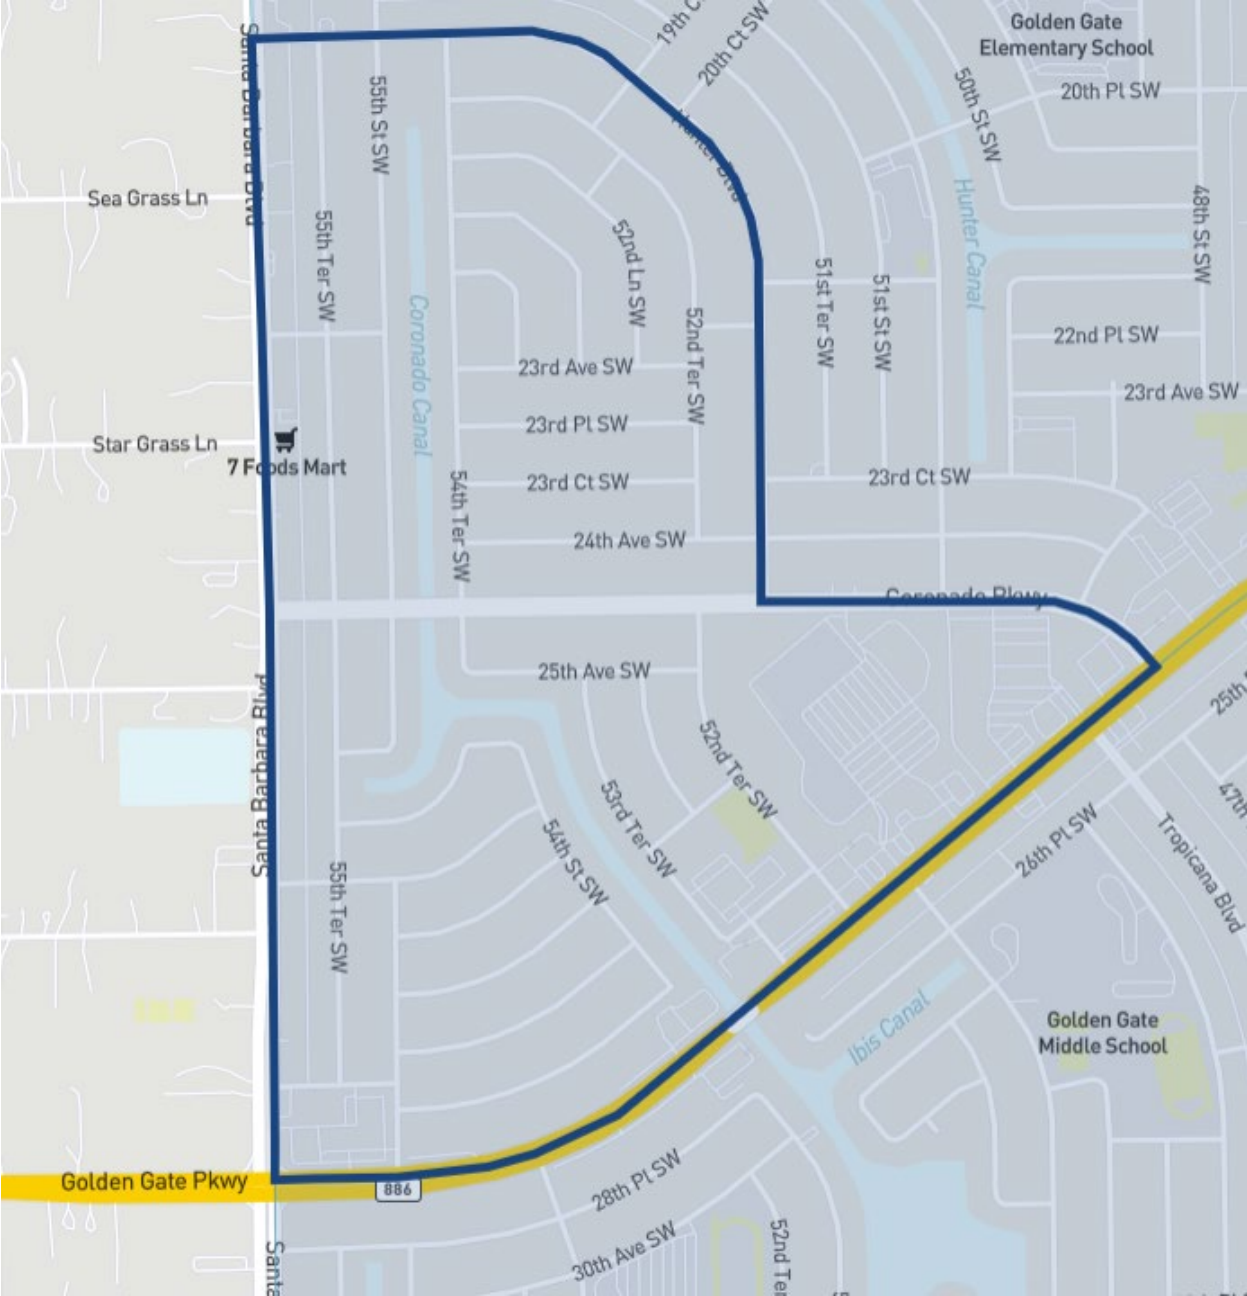 Golden Gate
Elementary School
19th C
20th Ct SW
20th Pl SW
50th St SW
55th St SW
Santa Barbara Blvd
Hunter Blvd
Sea Grass Ln
Hunter Canal
48th St SW
55th Ter SW
52nd Ln SW
51st Ter SW
51st St SW
Coronado Canal
52nd Ter SW
22nd Pl SW
23rd Ave SW
23rd Ave SW
23rd Pl SW
Star Grass Ln
7 Foods Mart
23rd Ct SW
23rd Ct SW
54th Ter SW
24th Ave SW
Coronado Pkwy
25th Ave SW
25th
Santa Barbara Blvd
52nd Ter SW
53rd Ter SW
47th
54th St SW
26th Pl SW
Tropicana Blvd
55th Ter SW
Ibis Canal
Golden Gate
Middle School
Golden Gate Pkwy
886
28th Pl SW
30th Ave SW
52nd Ter
Santa